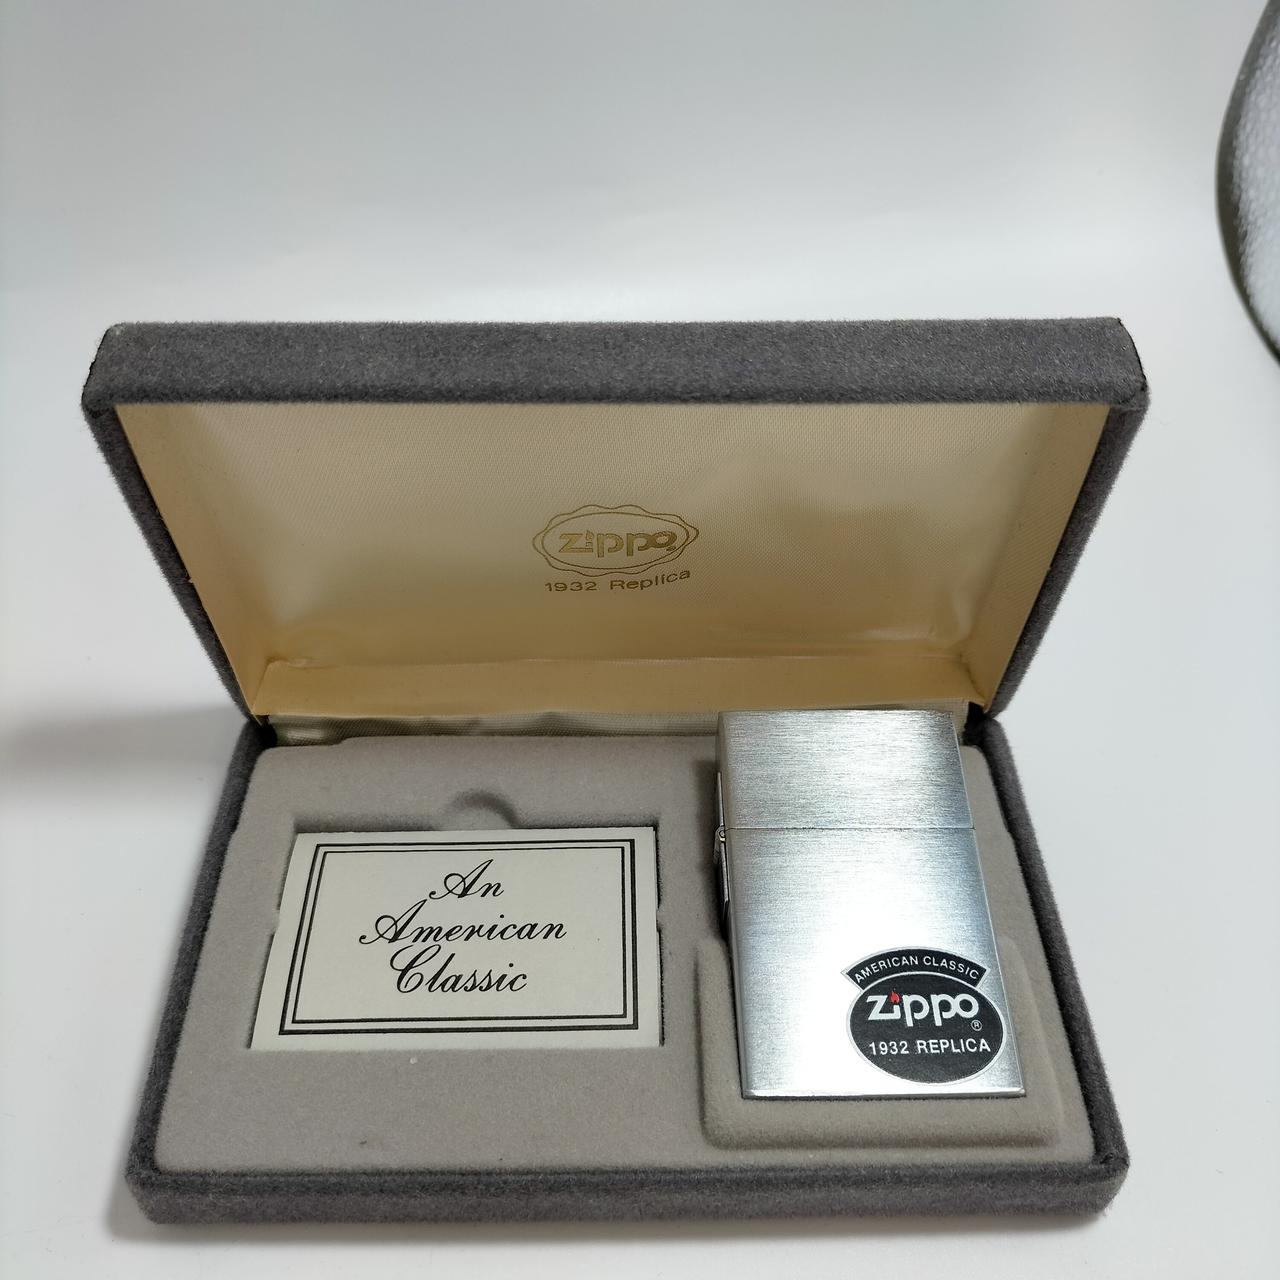 Zippo
1932 Replica
An
American
Classic
AMERICAN CLASSIC
Zippo®
1932 REPLICA